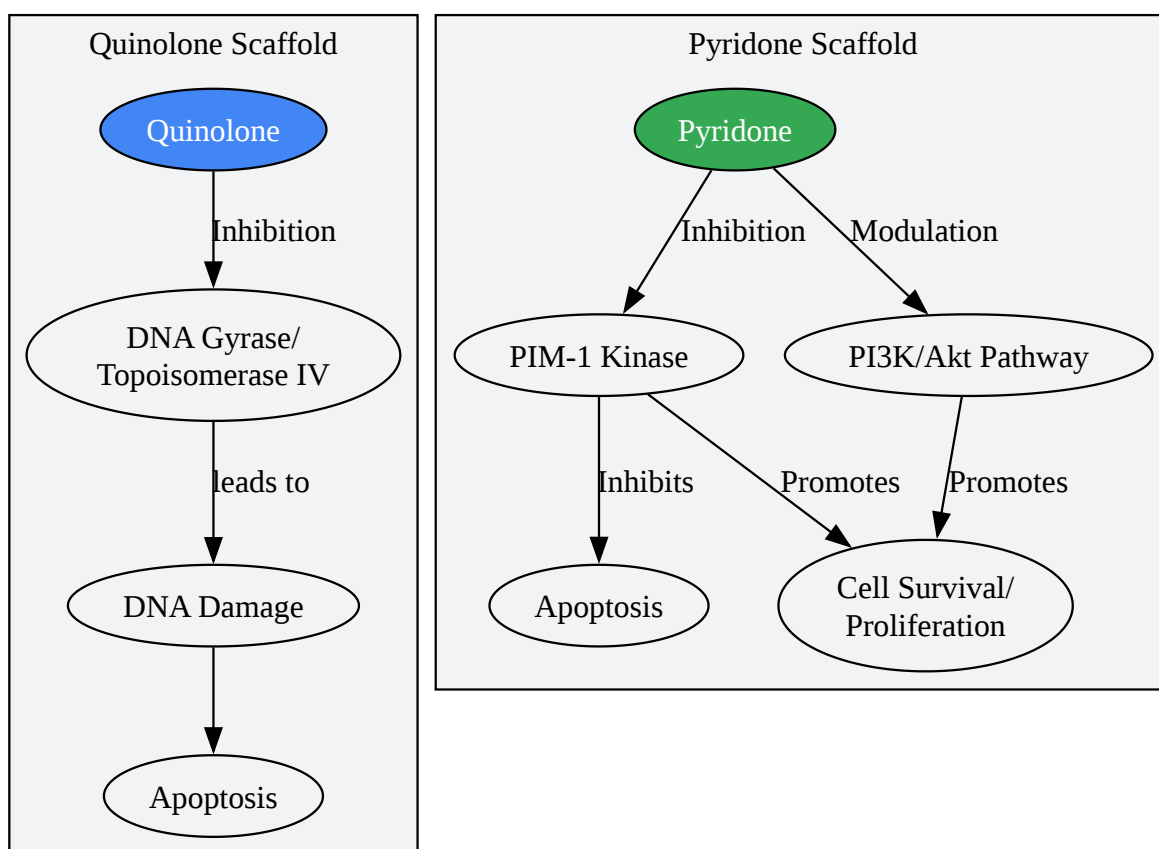 Quinolone Scaffold
Quinolone
Inhibition
DNA Gyrase/
Topoisomerase IV
leads to
DNA Damage
Apoptosis
Pyridone Scaffold
Pyridone
Inhibition
Modulation
PIM-1 Kinase
PI3K/Akt Pathway
Inhibits
Promotes
Promotes
Apoptosis
Cell Survival/
Proliferation